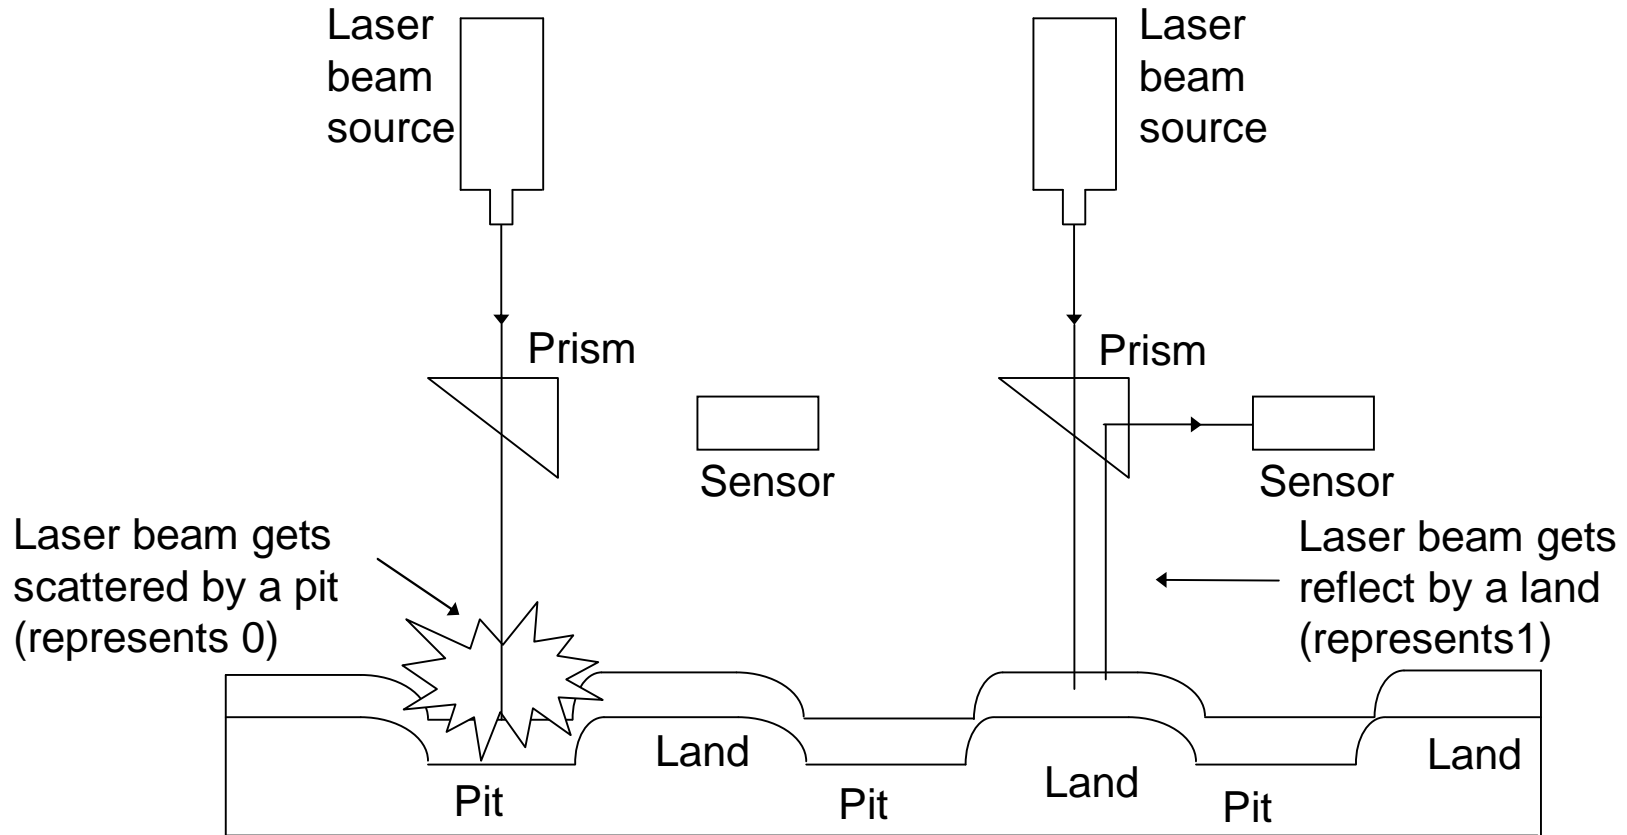 Laser
beam
source
Laser
beam
source
Prism
Prism
Sensor
Sensor
Laser beam gets
scattered by a pit
(represents 0)
Laser beam gets
reflect by a land
(represents1)
Land
Land
Land
Pit
Pit
Pit